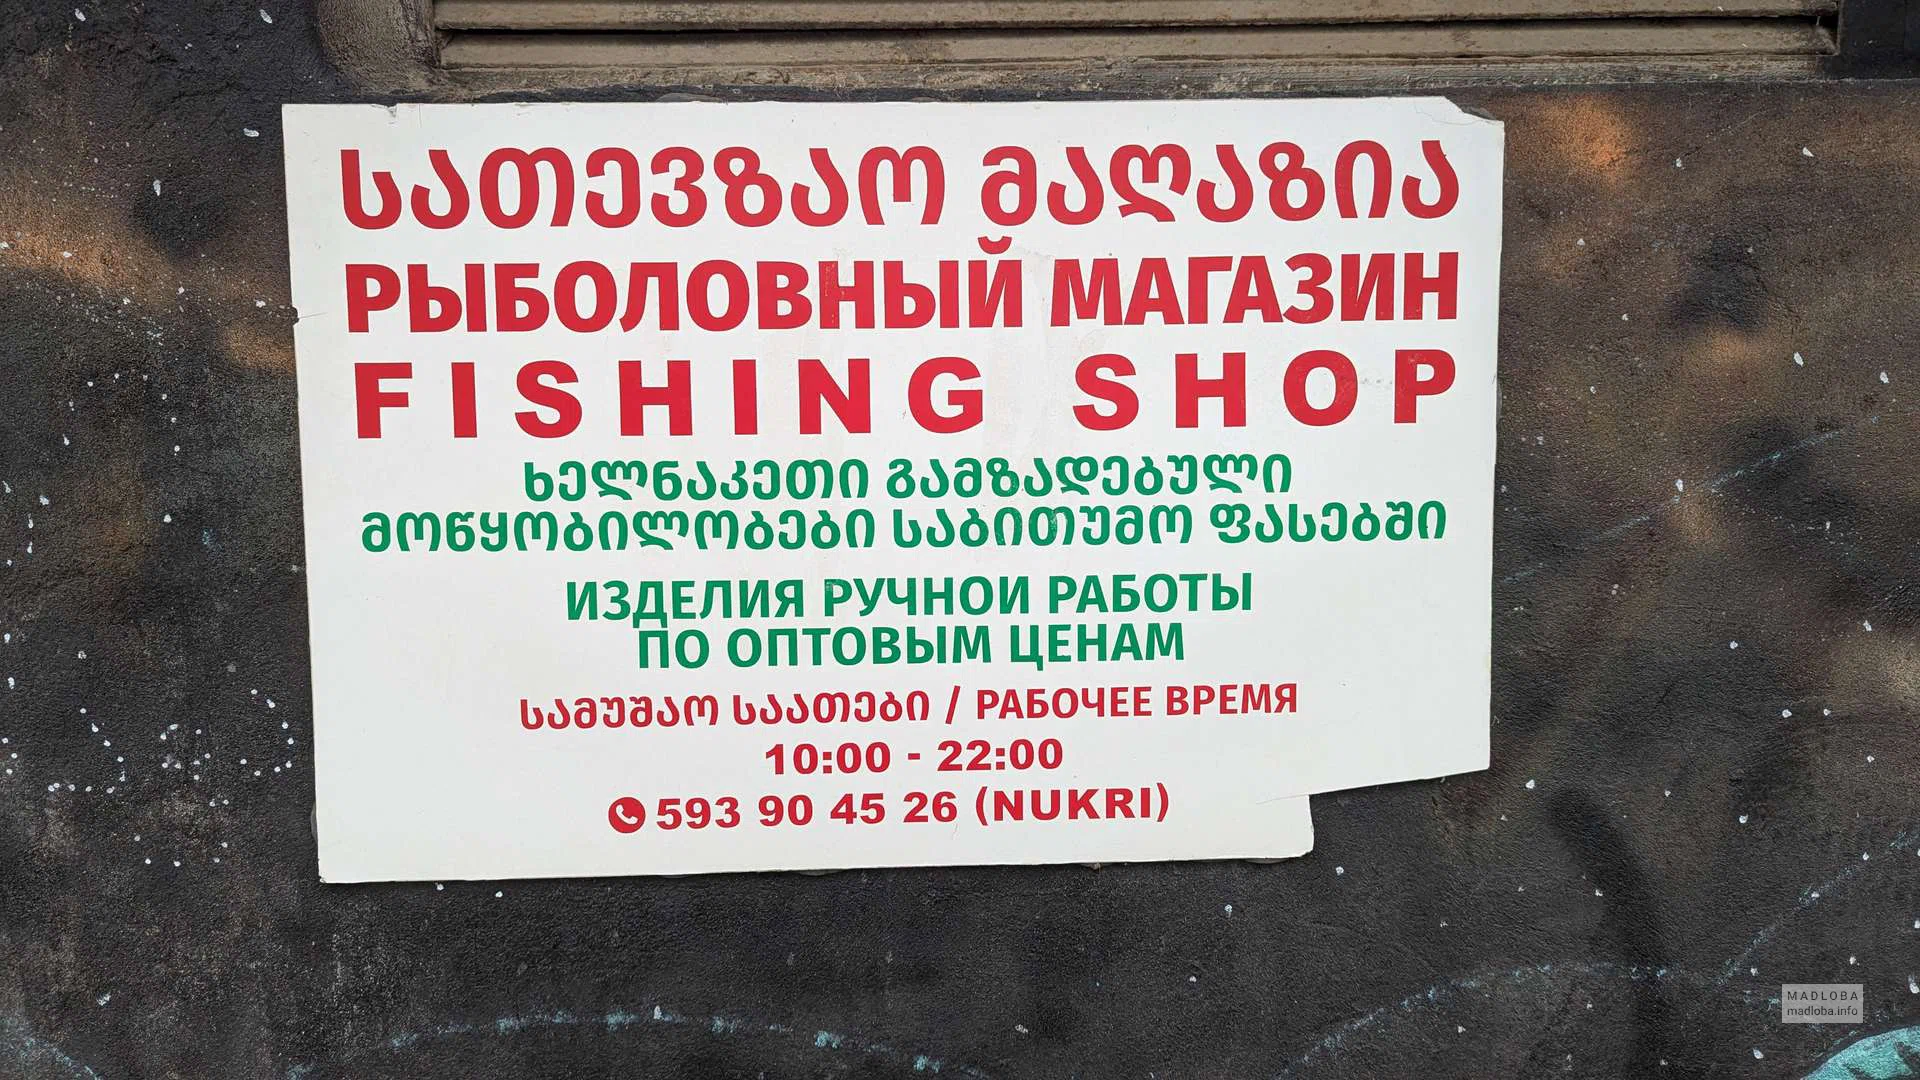 ᲡᲐᲗᲔᲕᲖᲐᲝ ᲛᲐᲦᲐᲖᲘᲐ
РЫБОЛОВНЫЙ МАГАЗИН
FISHING SHOP
ᲮᲔᲚᲜᲐᲙᲔᲗᲘ ᲒᲐᲛᲖᲐᲓᲔᲑᲣᲚᲘ
ᲛᲝᲬᲧᲝᲑᲘᲚᲝᲑᲔᲑᲘ ᲡᲐᲑᲘᲗᲣᲛᲝ ᲤᲐᲡᲔᲑᲨᲘ
ИЗДЕЛИЯ РУЧНОИ РАБОТЫ
ПО ОПТОВЫМ ЦЕНАМ
ᲡᲐᲛᲣᲨᲐᲝ ᲡᲐᲐᲗᲔᲑᲘ / РАБОЧЕЕ ВРЕМЯ
10:00 - 22:00
593 90 45 26 (NUKRI)
MADLOBA
madloba.info